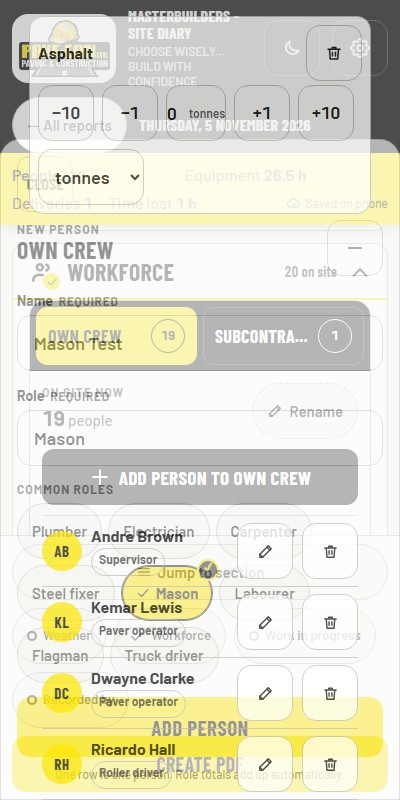 MASTERBUILDERS -
SITE DIARY
CHOOSE WISELY...
BUILD WITH
CONFIDENCE
PAVING & CONSTRUCTION
Asphalt
−10
−1
0 tonnes
+1
+10
← All reports
THURSDAY, 5 NOVEMBER 2026
tonnes
CLOSE
Equipment 28.5 h
Deliveries 1
Time lost 1 h
Saved on phone
NEW PERSON
OWN CREW
WORKFORCE
20 on site
Name REQUIRED
OWN CREW 19
SUBCONTRA... 1
Mason Test
Role REQUIRED
ON SITE NOW
19 people
Rename
Mason
+ ADD PERSON TO OWN CREW
COMMON ROLES
Plumber
Electrician
Carpenter
AB
Andre Brown
Supervisor
Jump to section
Steel fixer
Mason
Labourer
KL
Kemar Lewis
Paver operator
Weather
Workforce
Work in progress
Flagman
Truck driver
DC
Dwayne Clarke
Paver operator
ADD PERSON
RH
Ricardo Hall
Roller driver
CREATE PDF
One row is one person. Role totals add up automatically.